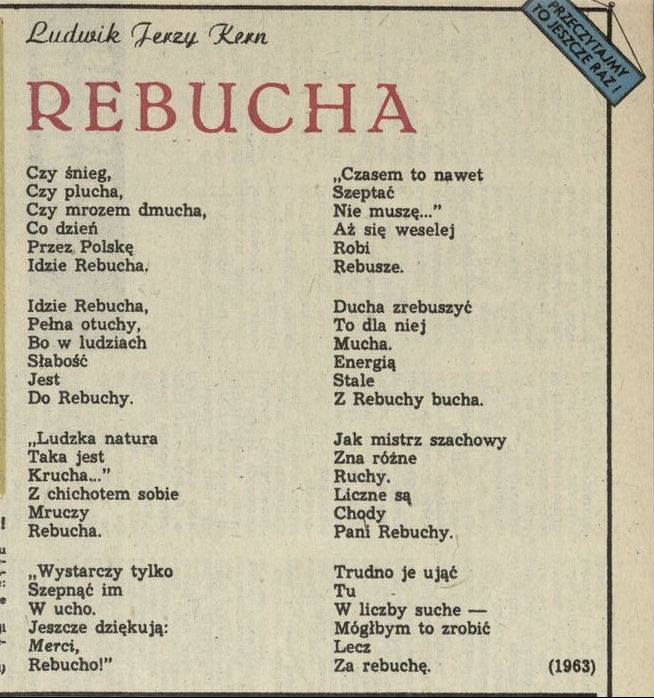 Ludwik Jerzy Kern
PRZECZYTAJMY
TO JESZCZE RAZ!
REBUCHA
Czy śnieg,
Czy plucha,
Czy mrozem dmucha,
Co dzień
Przez Polskę
Idzie Rebucha.
Idzie Rebucha,
Pełna otuchy,
Bo w ludziach
Słabość
Jest
Do Rebuchy.
„Ludzka natura
Taka jest
Krucha..."
Z chichotem sobie
Mruczy
Rebucha.
„Wystarczy tylko
Szepnąć im
W ucho.
Jeszcze dziękują:
Merci,
Rebucho!"
„Czasem to nawet
Szeptać
Nie muszę..."
Aż się weselej
Robi
Rebusze.
Ducha zrebuszyć
To dla niej
Mucha.
Energią
Stale
Z Rebuchy bucha.
Jak mistrz szachowy
Zna różne
Ruchy.
Liczne są
Chody
Pani Rebuchy.
Trudno je ująć
Tu
W liczby suche —
Mógłbym to zrobić
Lecz
Za rebuchę.
(1963)